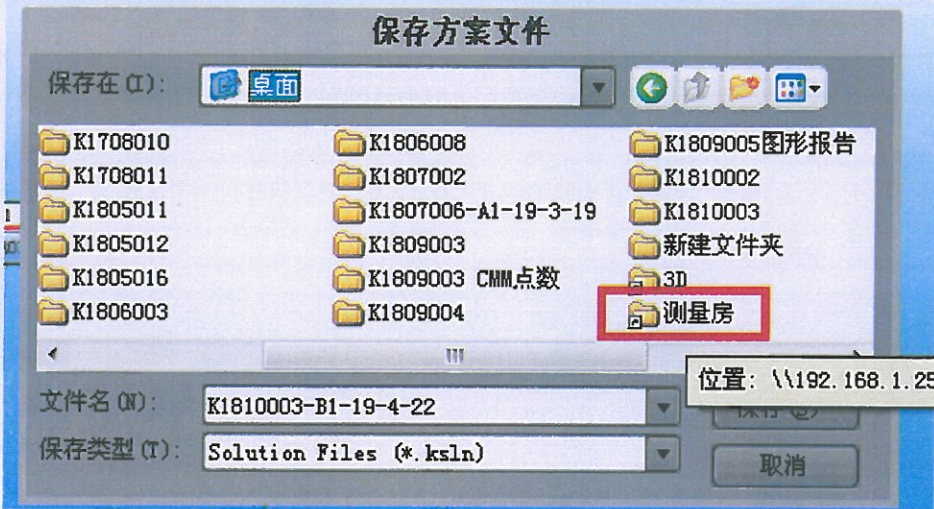 保存方案文件
保存在(I):
桌面
K1708010
K1708011
K1805011
K1805012
K1805016
K1806003
K1806008
K1807002
K1807006-A1-19-3-19
K1809003
K1809003 CMM点数
K1809004
K1809005图形报告
K1810002
K1810003
新建文件夹
3D
测量房
位置: \\192.168.1.25
文件名(N):
K1810003-B1-19-4-22
保存(S)
保存类型(T):
Solution Files (*.ksln)
取消